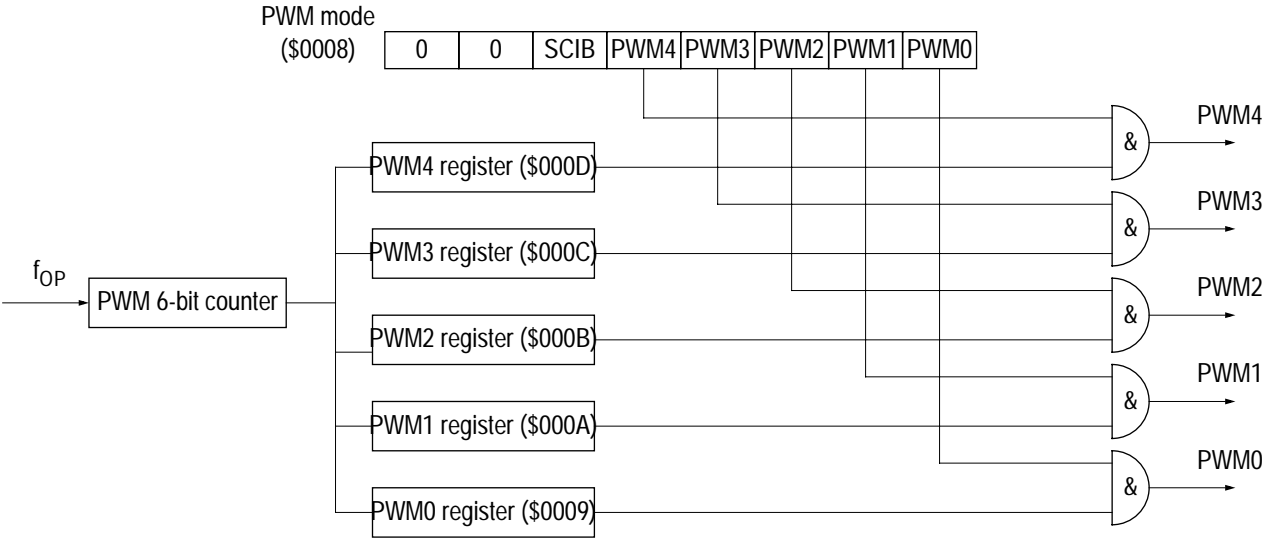 PWM mode
($0008)
0 0 SCIB PWM4 PWM3 PWM2 PWM1 PWM0
PWM4
&
PWM4 register ($000D)
PWM3
&
PWM3 register ($000C)
fOP
PWM 6-bit counter
PWM2
&
PWM2 register ($000B)
PWM1
&
PWM1 register ($000A)
PWM0
&
PWM0 register ($0009)